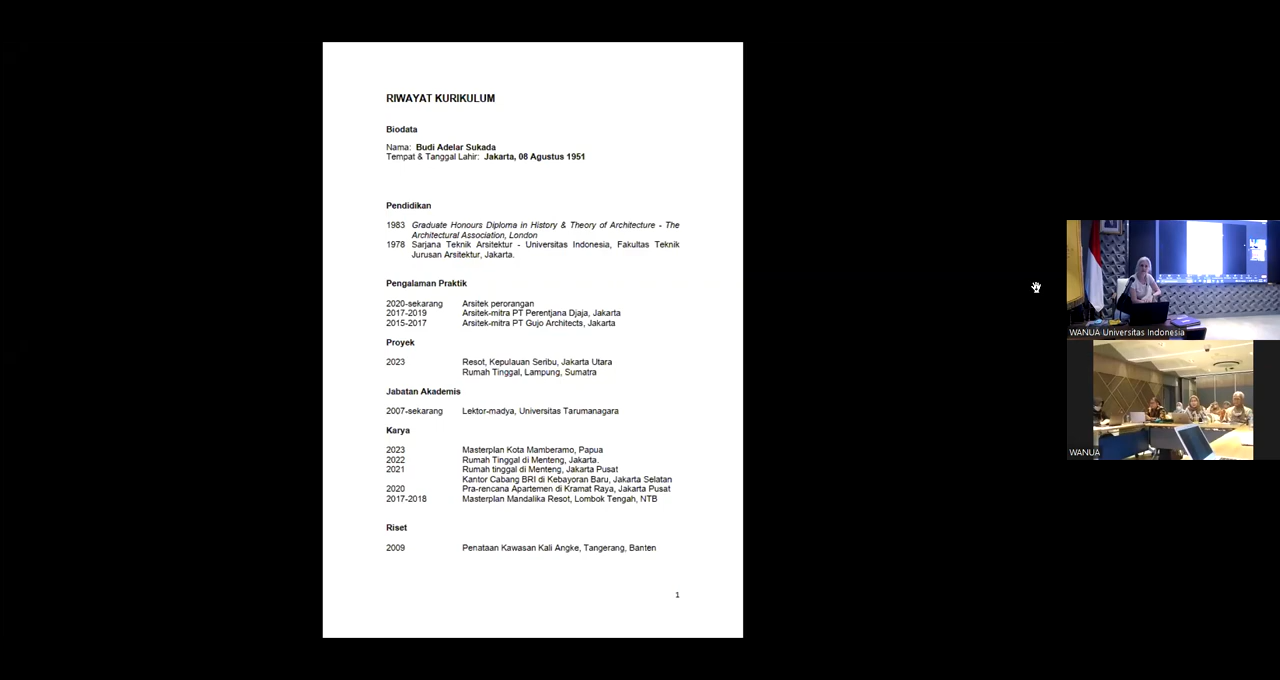 RIWAYAT KURIKULUM
Biodata
Nama: Budi Adelar Sukada
Tempat & Tanggal Lahir: Jakarta, 08 Agustus 1951
Pendidikan
1983 Graduate Honours Diploma in History & Theory of Architecture - The
Architectural Association, London
1978 Sarjana Teknik Arsitektur - Universitas Indonesia, Fakultas Teknik
Jurusan Arsitektur, Jakarta.
Pengalaman Praktik
2020-sekarang Arsitek perorangan
2017-2019 Arsitek-mitra PT Perentjana Djaja, Jakarta
2015-2017 Arsitek-mitra PT Gujo Architects, Jakarta
Proyek
2023 Resot, Kepulauan Seribu, Jakarta Utara
Rumah Tinggal, Lampung, Sumatra
Jabatan Akademis
2007-sekarang Lektor-madya, Universitas Tarumanagara
Karya
2023 Masterplan Kota Mamberamo, Papua
2022 Rumah Tinggal di Menteng, Jakarta.
2021 Rumah tinggal di Menteng, Jakarta Pusat
Kantor Cabang BRI di Kebayoran Baru, Jakarta Selatan
2020 Pra-rencana Apartemen di Kramat Raya, Jakarta Pusat
2017-2018 Masterplan Mandalika Resot, Lombok Tengah, NTB
Riset
2009 Penataan Kawasan Kali Angke, Tangerang, Banten
1
WANUA Universitas Indonesia
WANUA